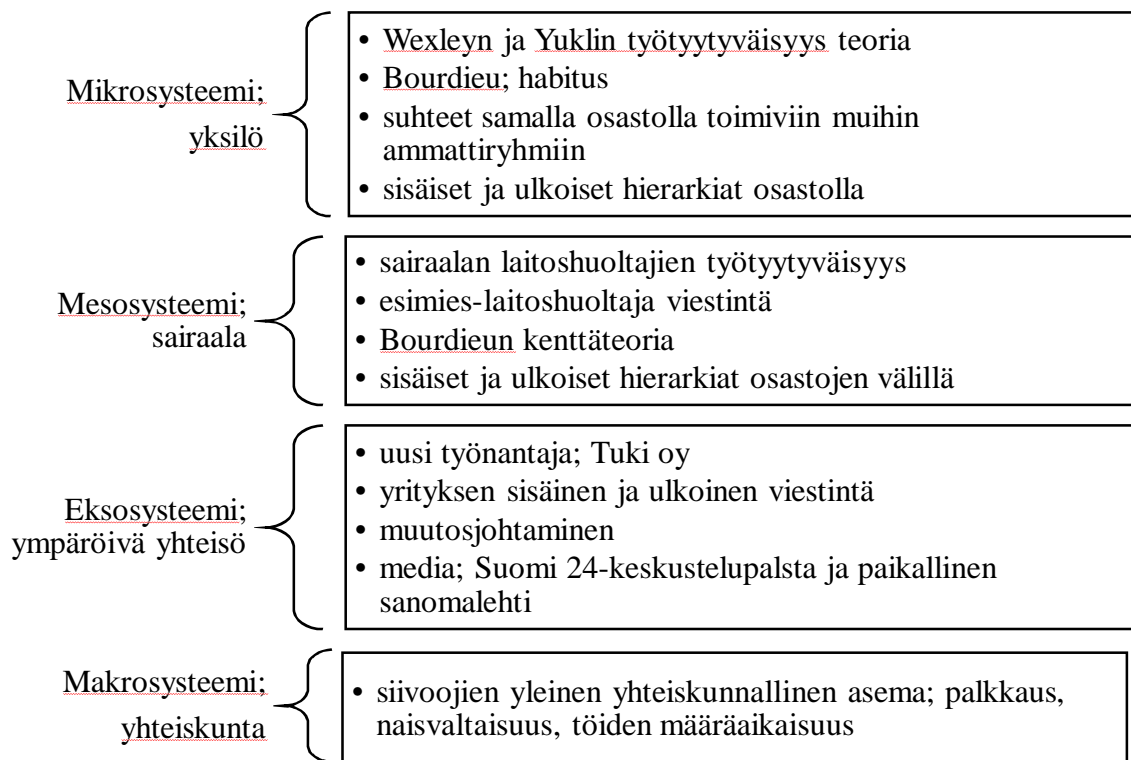 Mikrosysteemi;
yksilö
• Wexleyn ja Yuklin työtyytyväisyys teoria
• Bourdieu; habitus
• suhteet samalla osastolla toimiviin muihin
ammattiryhmiin
• sisäiset ja ulkoiset hierarkiat osastolla
Mesosysteemi;
sairaala
• sairaalan laitoshuoltajien työtyytyväisyys
• esimies-laitoshuoltaja viestintä
• Bourdieun kenttäteoria
• sisäiset ja ulkoiset hierarkiat osastojen välillä
Eksosysteemi;
ympäröivä yhteisö
• uusi työnantaja; Tuki oy
• yrityksen sisäinen ja ulkoinen viestintä
• muutosjohtaminen
• media; Suomi 24-keskustelupalsta ja paikallinen
sanomalehti
Makrosysteemi;
yhteiskunta
• siivoojien yleinen yhteiskunnallinen asema; palkkaus,
naisvaltaisuus, töiden määräaikaisuus